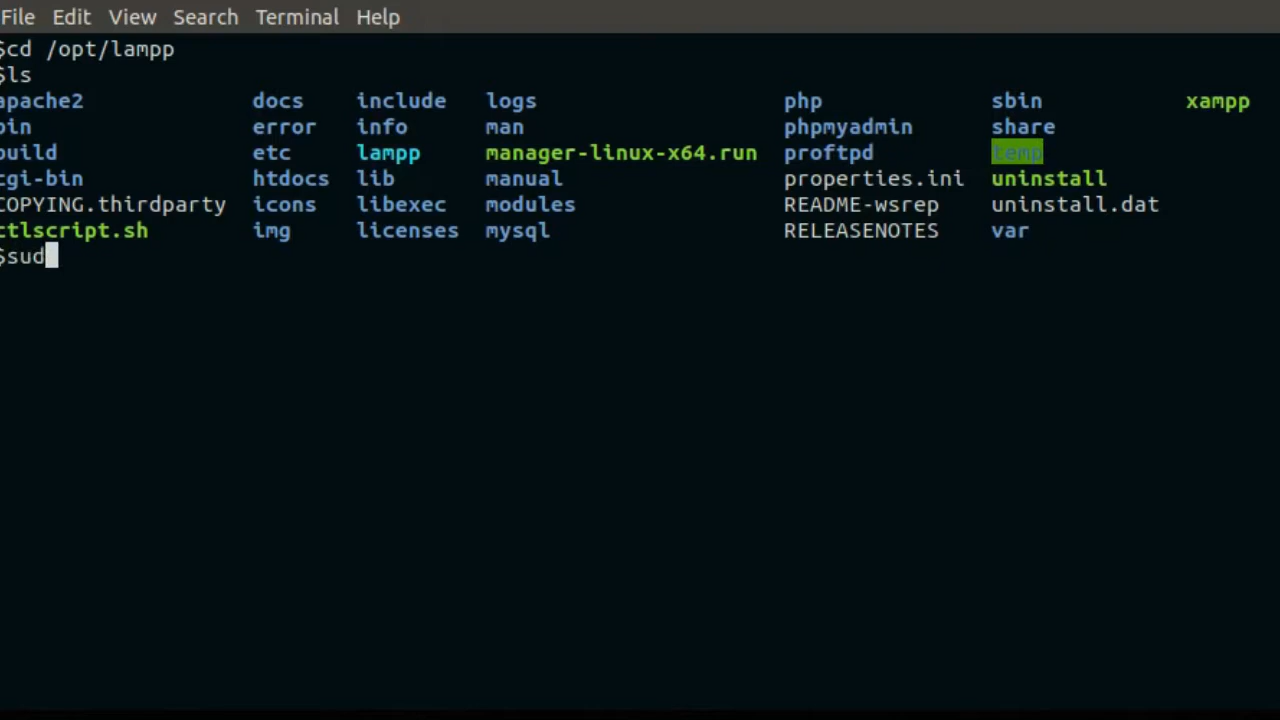 File Edit View Search Terminal Help
$cd /opt/lampp
$ls
apache2 docs include logs php sbin xampp
bin error info man phpmyadmin share
build etc lampp manager-linux-x64.run proftpd temp
cgi-bin htdocs lib manual properties.ini uninstall
COPYING.thirdparty icons libexec modules README-wsrep uninstall.dat
ctlscript.sh img licenses mysql RELEASENOTES var
$sud